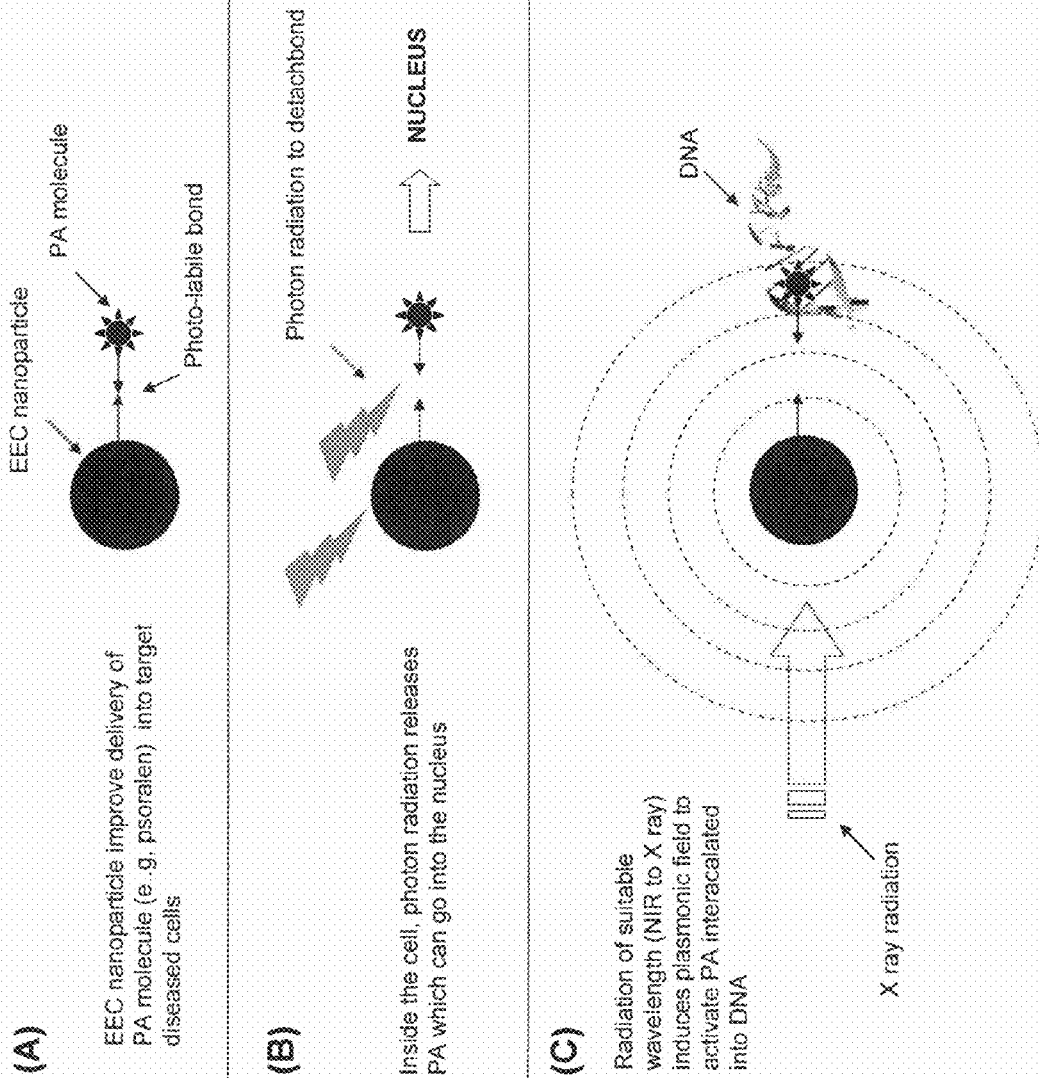 (A)
EEC nanoparticle improve delivery of
PA molecule (e. g, psoralen) into target
diseased cells
EEC nanoparticle
PA molecule
Photo-labile bond
(B)
Inside the cell, photon radiation releases
PA which can go into the nucleus
Photon radiation to detachbond
NUCLEUS
(C)
Radiation of suitable
wavelength (NIR to X ray)
induces plasmonic field to
activate PA interacalated
into DNA
X ray radiation
DNA